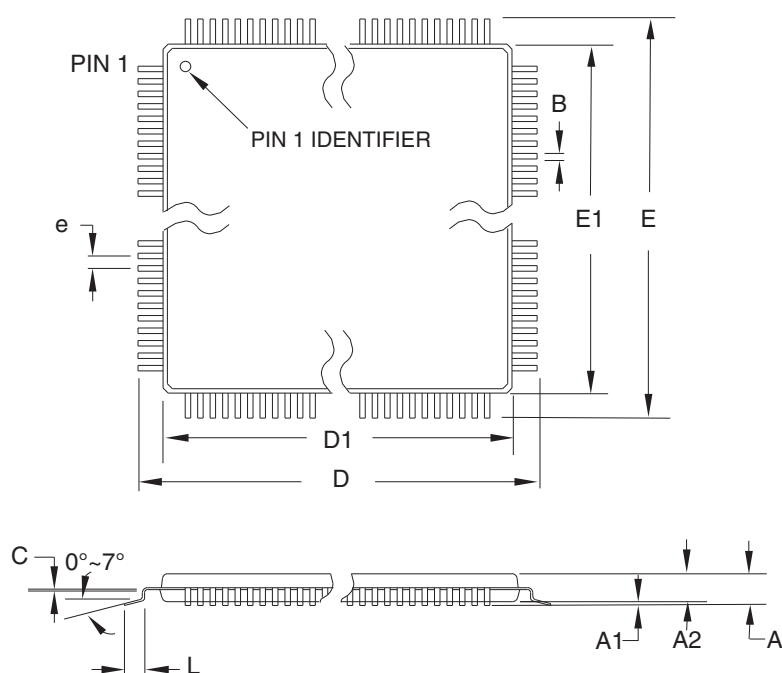 PIN 1
PIN 1 IDENTIFIER
B
e
E1
E
D1
D
C
0°~7°
L
A1
A2
A